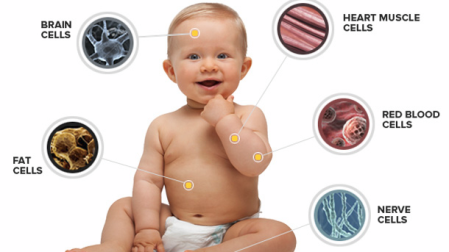 BRAIN
CELLS
HEART MUSCLE
CELLS
RED BLOOD
CELLS
FAT
CELLS
NERVE
CELLS